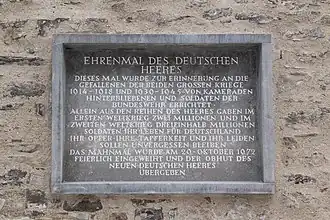 EHRENMAL DES DEUTSCHEN
HEERES
DIESES MAL WURDE ZUR ERINNERUNG AN DIE
GEFALLENEN DER BEIDEN GROSSEN KRIEGE
1914-1918 UND 1939-1945 VON KAMERADEN
HINTERBLIEBENEN UND SOLDATEN DER
BUNDESWEHR ERRICHTET
ALLEIN AUS DEN REIHEN DES HEERES GABEN IM
ERSTEN WELTKRIEG ZWEI MILLIONEN UND IM
ZWEITEN WELTKRIEG DREIEINHALB MILLIONEN
SOLDATEN IHR LEBEN FÜR DEUTSCHLAND
IHR OPFER IHRE TAPFERKEIT UND IHR LEIDEN
SOLLEN UNVERGESSEN BLEIBEN
DAS MAHNMAL WURDE AM 29. OKTOBER 1972
FEIERLICH EINGEWEIHT UND DER OBHUT DES
NEUEN DEUTSCHEN HEERES
ÜBERGEBEN